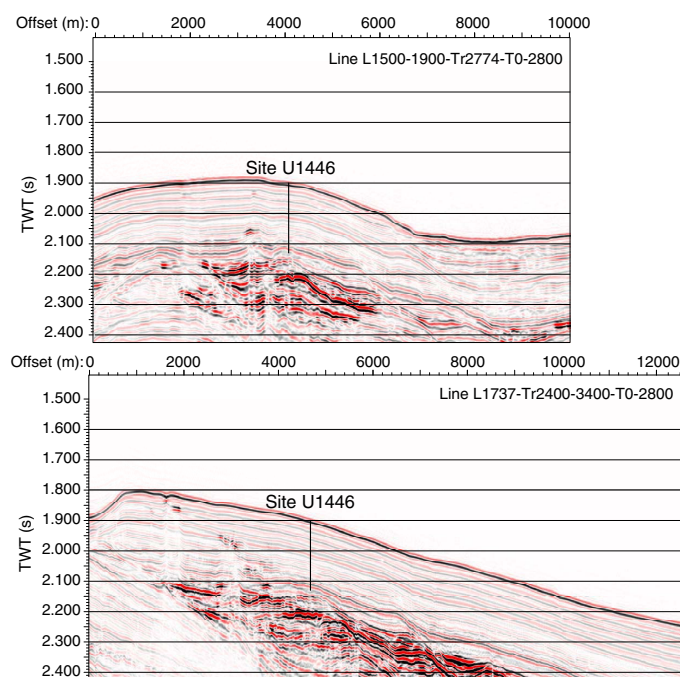 Offset (m): 0 2000 4000 6000 8000 10000
Line L1500-1900-Tr2774-T0-2800
1.500
1.600
1.700
1.800
Site U1446
1.900
2.000
2.100
2.200
2.300
2.400
TWT (s)
Offset (m): 0 2000 4000 6000 8000 10000 12000
Line L1737-Tr2400-3400-T0-2800
1.500
1.600
1.700
1.800
Site U1446
1.900
2.000
2.100
2.200
2.300
2.400
TWT (s)